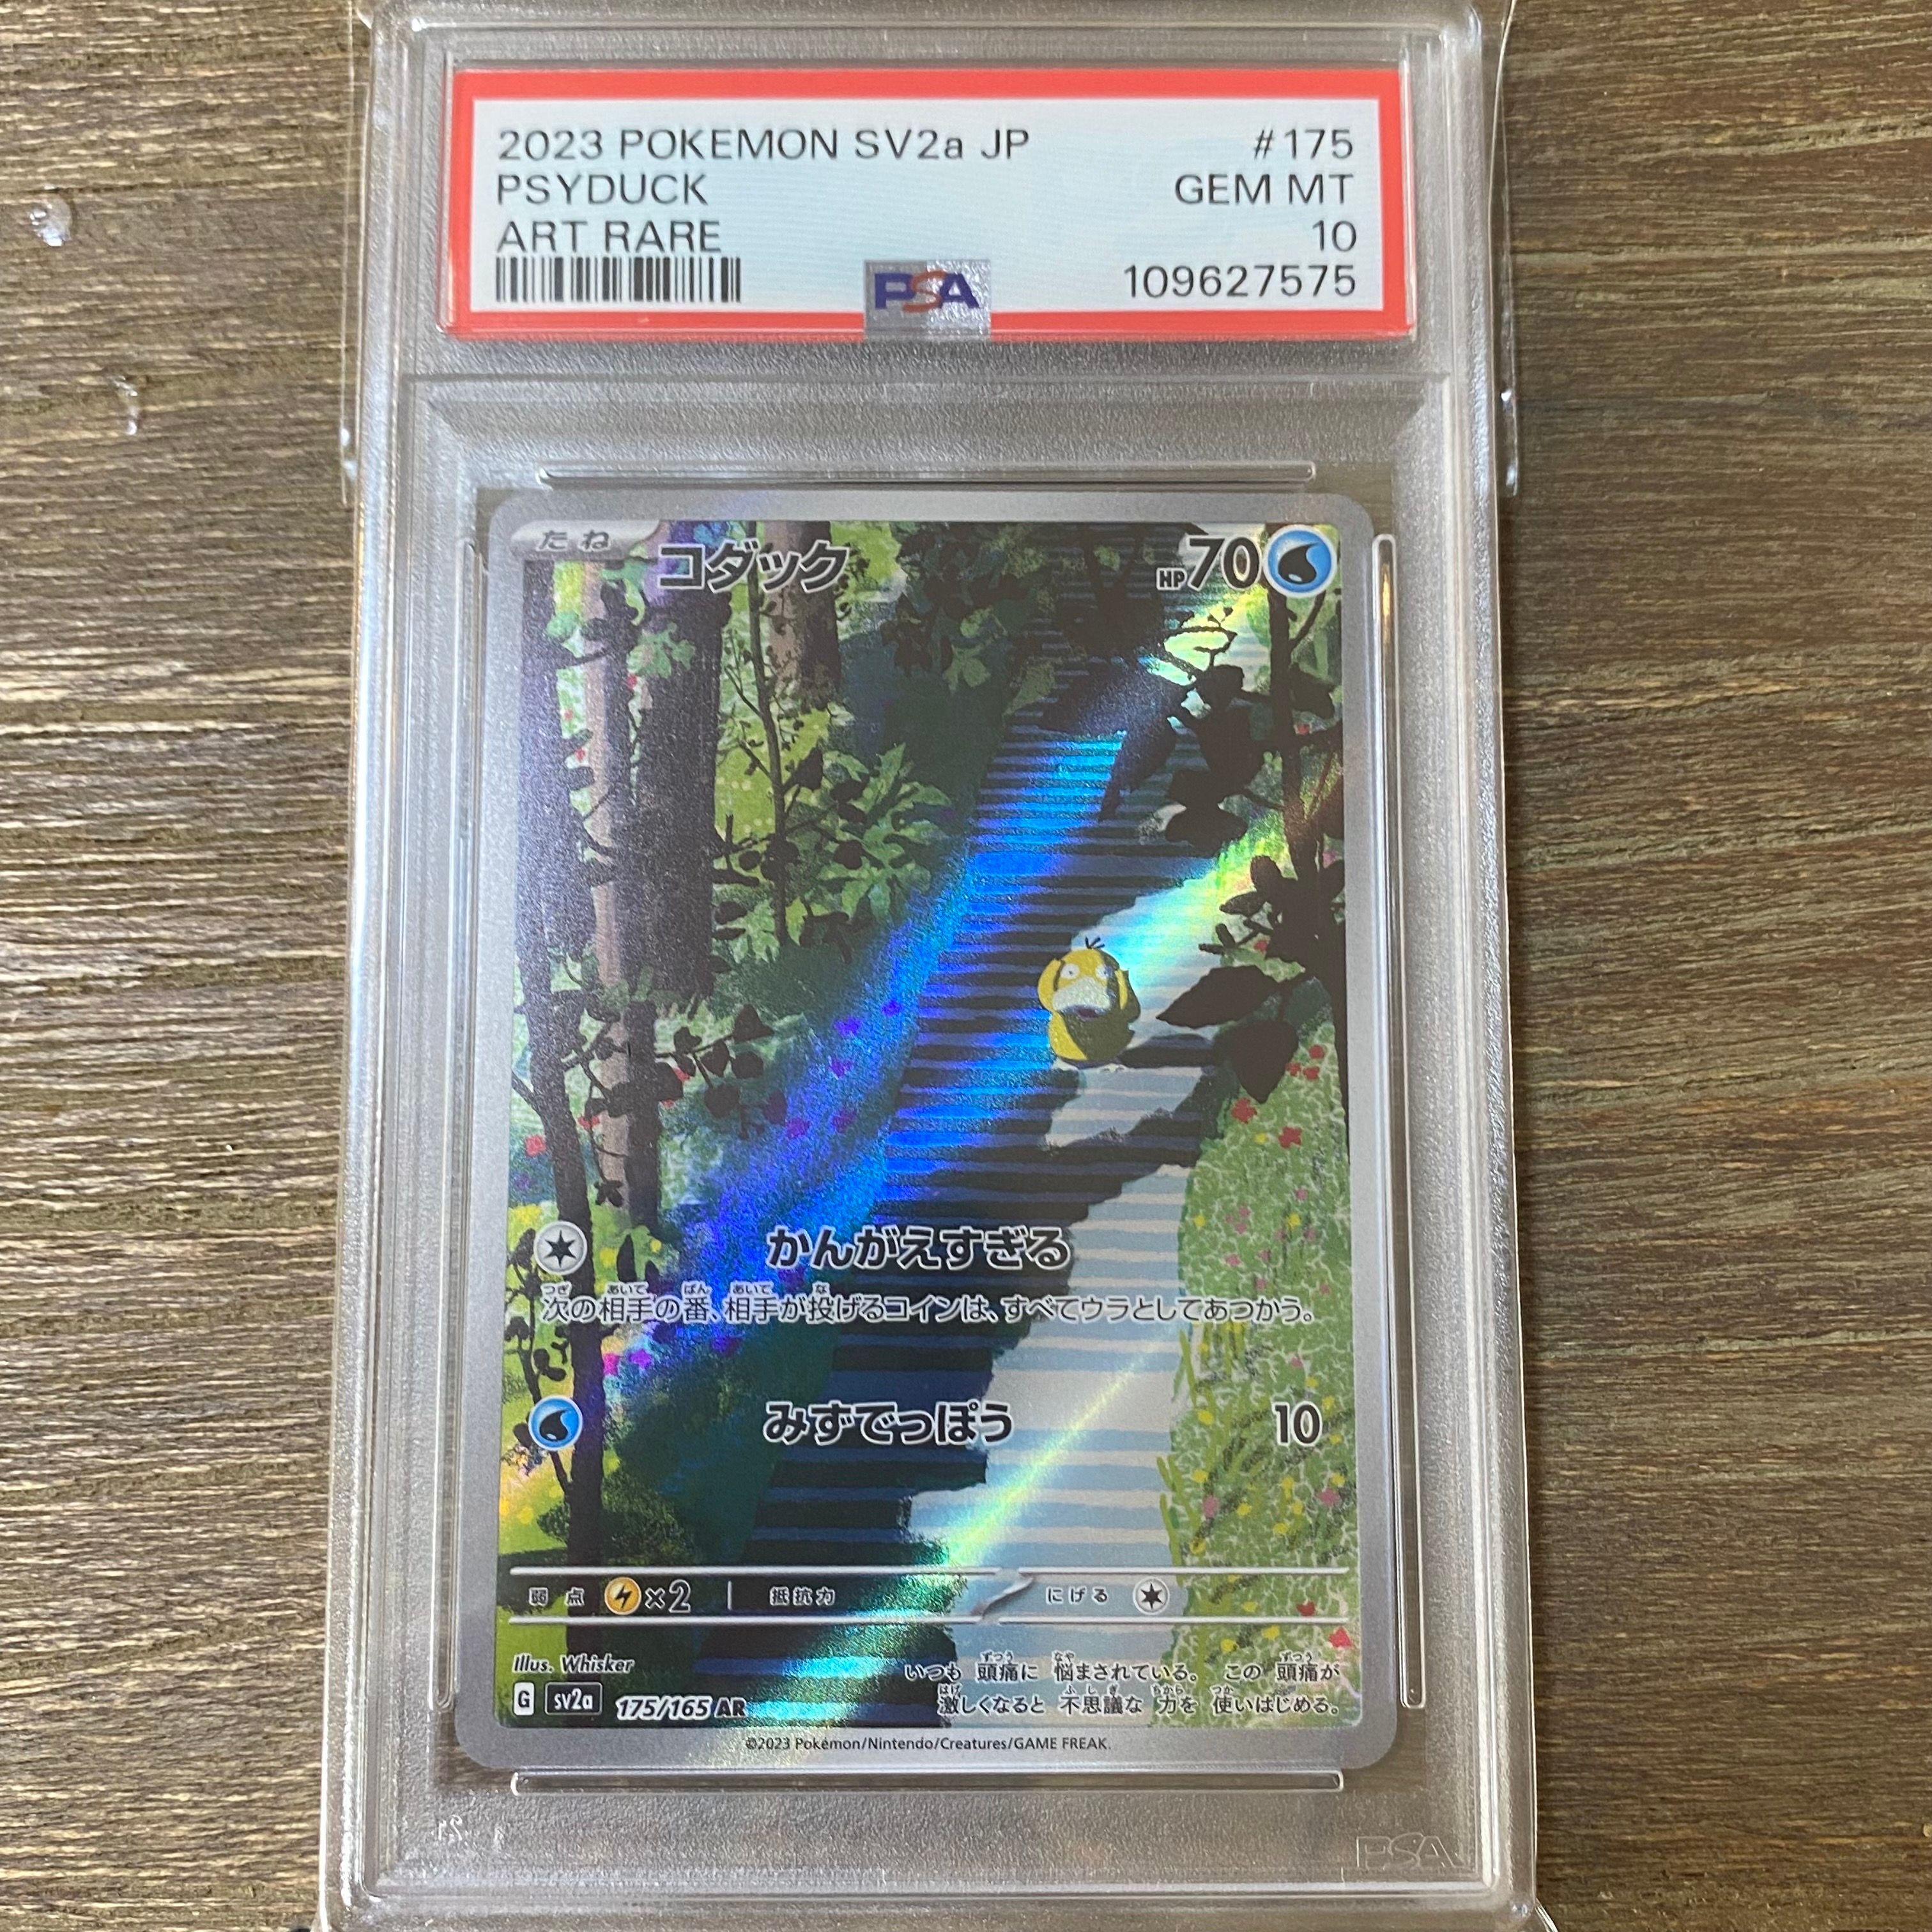 2023 POKEMON SV2a JP #175
PSYDUCK GEM MT
ART RARE 10
PSA 109627575
たね コダック HP70
かんがえすぎる
次の相手の番、相手が投げるコインは、すべてウラとしてあつかう。
みずでっぽう 10
弱点 ×2 抵抗力 にげる
Illus. Whisker
いつも 頭痛に 悩まされている。 この 頭痛が
G sv2a 175/165 AR
激しくなると 不思議な 力を 使いはじめる。
©2023 Pokémon/Nintendo/Creatures/GAME FREAK.
PSA